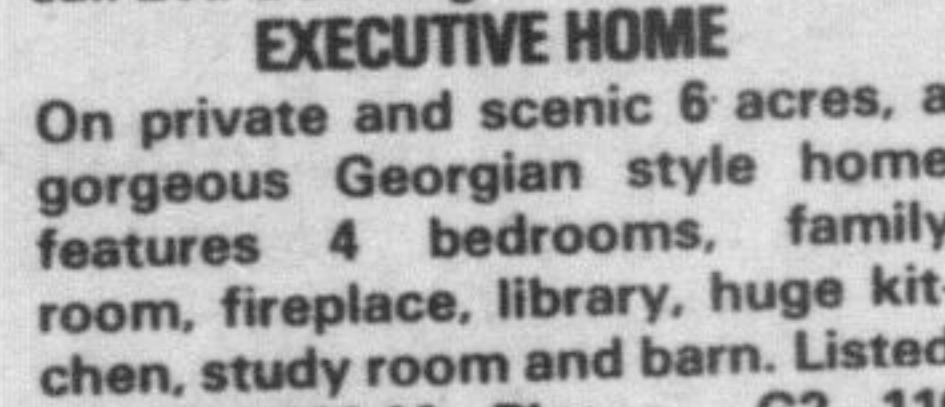 EXECUTIVE HOME
On private and scenic 6 acres, a
gorgeous Georgian style home
features 4 bedrooms, family
room, fireplace, library, huge kit-
chen, study room and barn. Listed